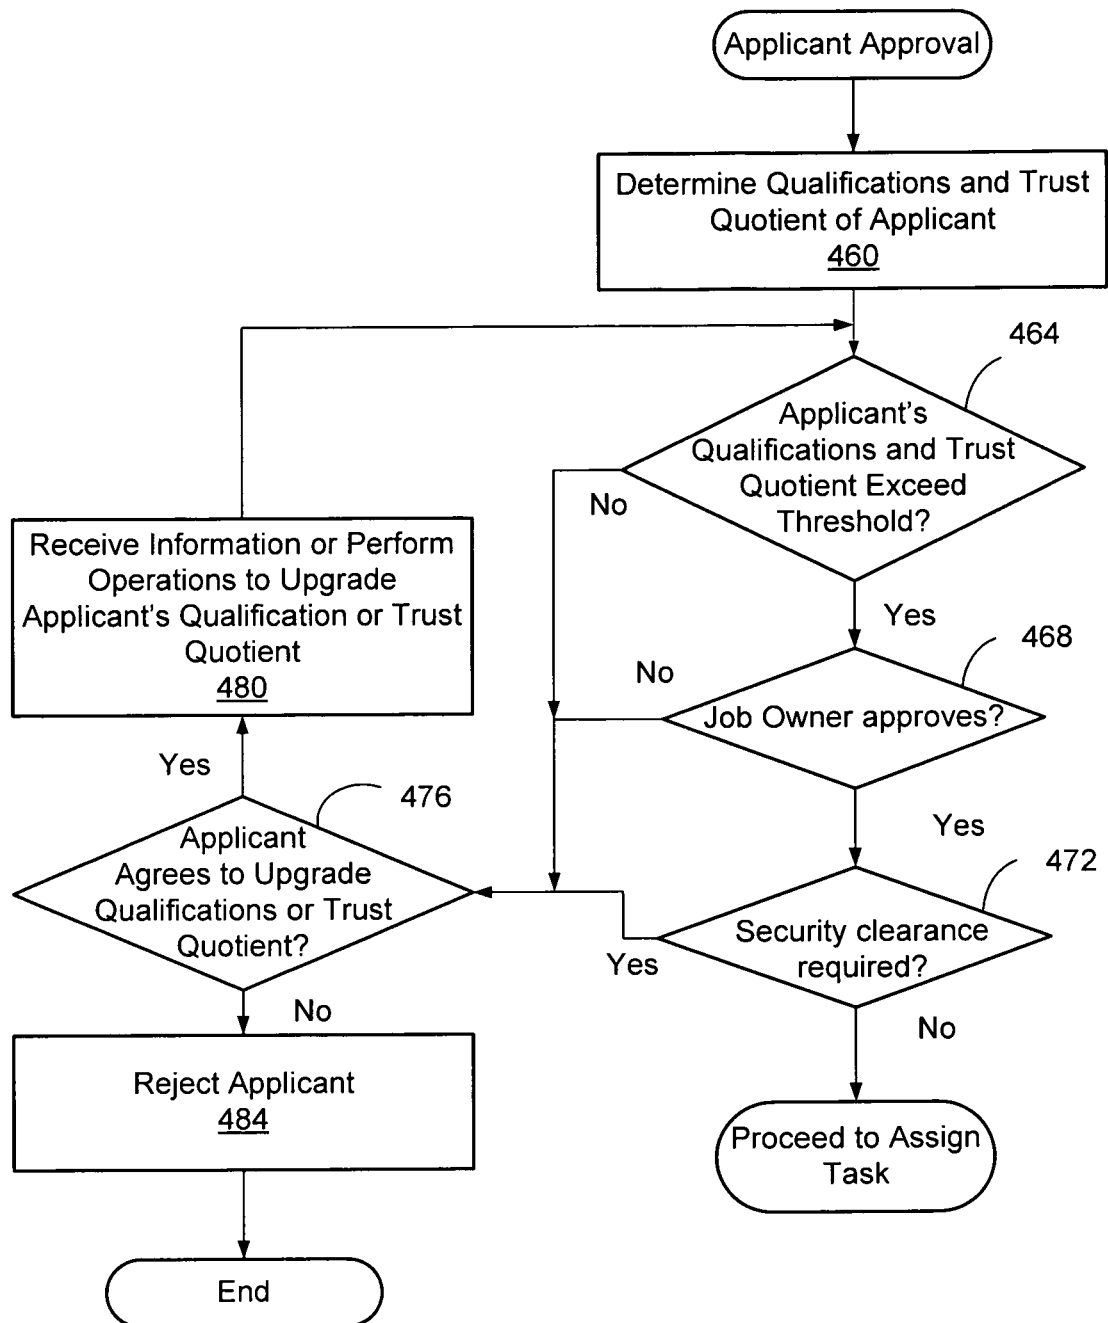 Applicant Approval
Determine Qualifications and Trust
Quotient of Applicant
460
464
Applicant's
Qualifications and Trust
Quotient Exceed
Threshold?
No
Yes
Receive Information or Perform
Operations to Upgrade
Applicant's Qualification or Trust
Quotient
480
468
No
Job Owner approves?
Yes
Yes
476
Applicant
Agrees to Upgrade
Qualifications or Trust
Quotient?
472
Security clearance
required?
Yes
No
No
Reject Applicant
484
Proceed to Assign
Task
End